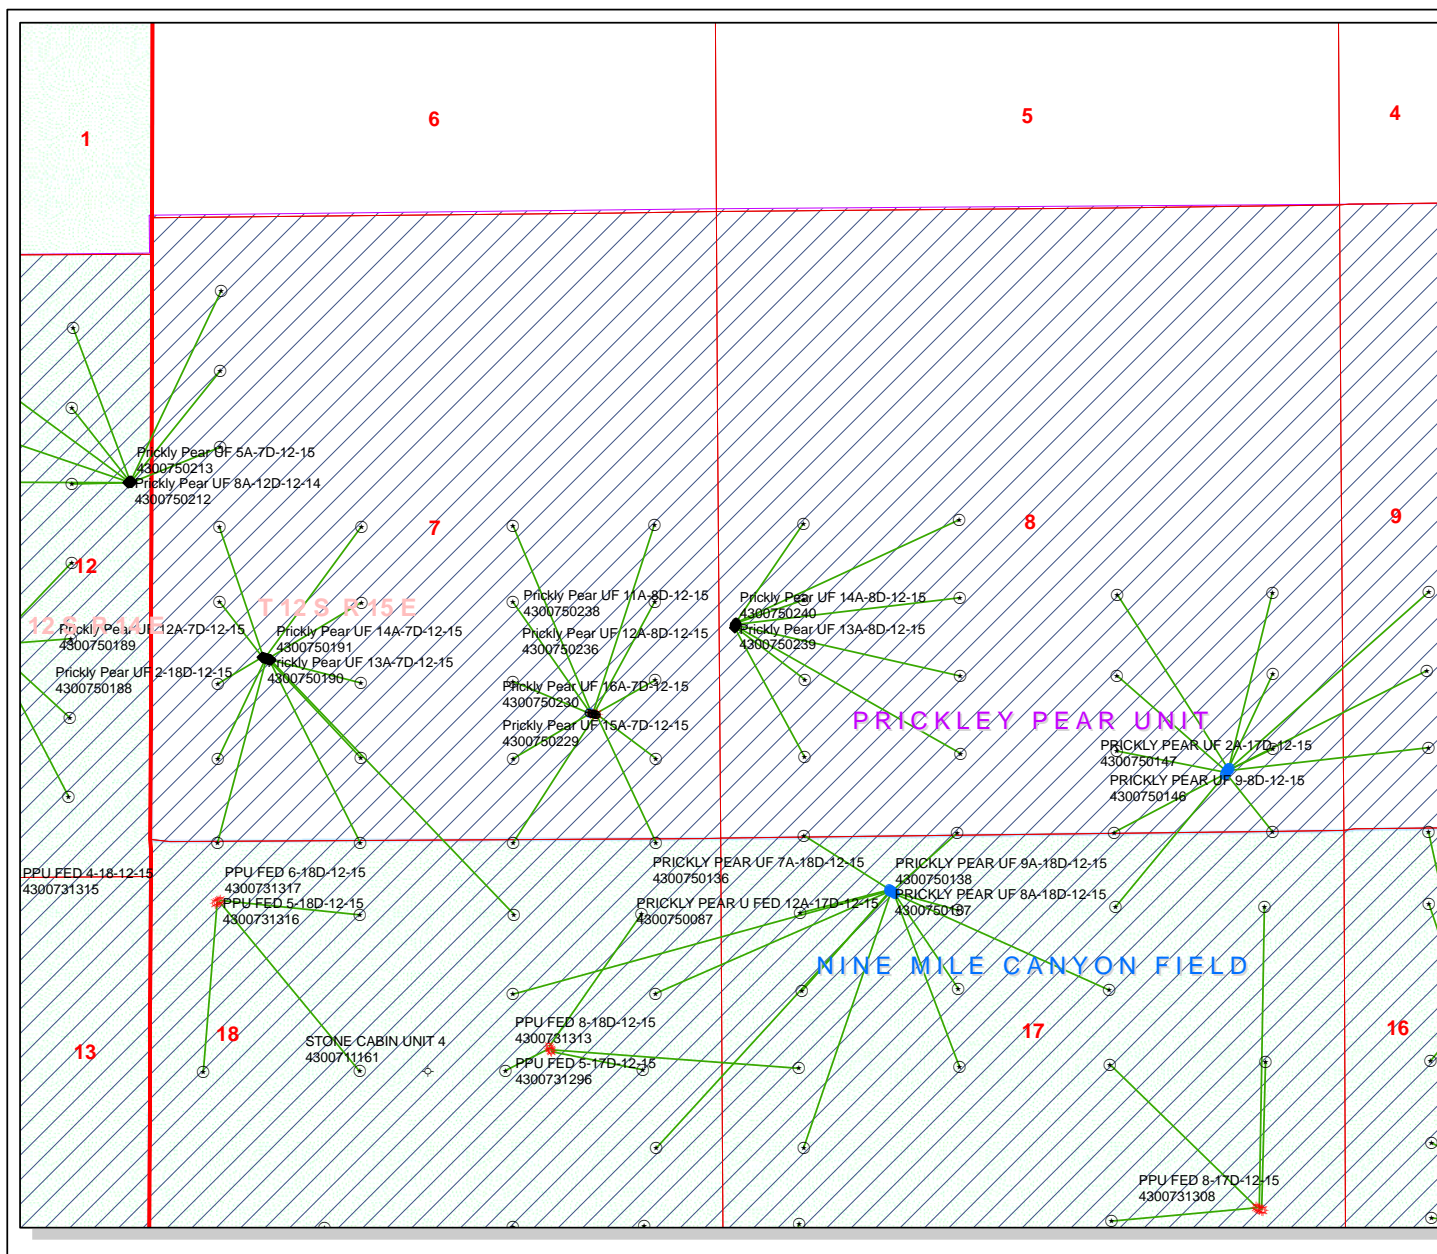 1
6
5
4
Prickly Pear UF 5A-7D-12-15
4300750213
Prickly Pear UF 8A-12D-12-14
4300750212
7
8
9
12
T 12 S R 15 E
12 S R 14 E
Prickly Pear UF 12A-7D-12-15
4300750189
Prickly Pear UF 2-18D-12-15
4300750188
Prickly Pear UF 14A-7D-12-15
4300750191
Prickly Pear UF 13A-7D-12-15
4300750190
Prickly Pear UF 11A-8D-12-15
4300750238
Prickly Pear UF 12A-8D-12-15
4300750236
Prickly Pear UF 16A-7D-12-15
4300750230
Prickly Pear UF 15A-7D-12-15
4300750229
Prickly Pear UF 14A-8D-12-15
4300750240
Prickly Pear UF 13A-8D-12-15
4300750239
PRICKLEY PEAR UNIT
PRICKLY PEAR UF 2A-17D-12-15
4300750147
PRICKLY PEAR UF 9-8D-12-15
4300750146
PPU FED 4-18-12-15
4300731315
PPU FED 6-18D-12-15
4300731317
PPU FED 5-18D-12-15
4300731316
PRICKLY PEAR UF 7A-18D-12-15
4300750136
PRICKLY PEAR U FED 12A-17D-12-15
4300750087
PRICKLY PEAR UF 9A-18D-12-15
4300750138
PRICKLY PEAR UF 8A-18D-12-15
4300750137
NINE MILE CANYON FIELD
13
18
17
16
STONE CABIN UNIT 4
4300711161
PPU FED 8-18D-12-15
4300731313
PPU FED 5-17D-12-15
4300731296
PPU FED 8-17D-12-15
4300731308